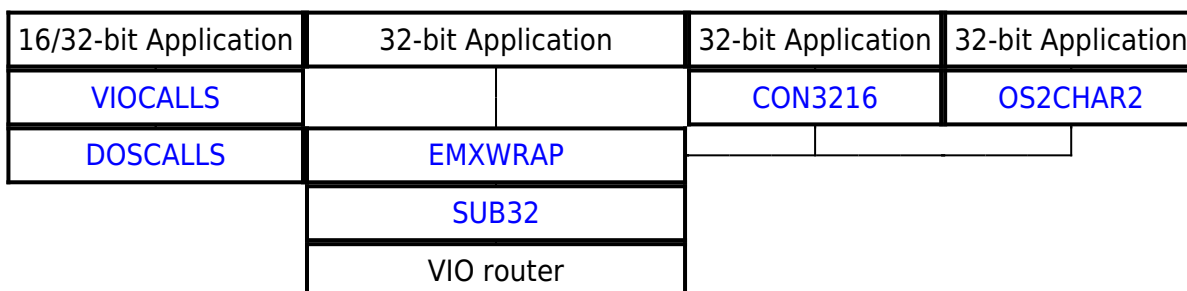 16/32-bit Application 32-bit Application 32-bit Application 32-bit Application
VIOCALLS CON3216 OS2CHAR2
DOSCALLS EMXWRAP
SUB32
VIO router